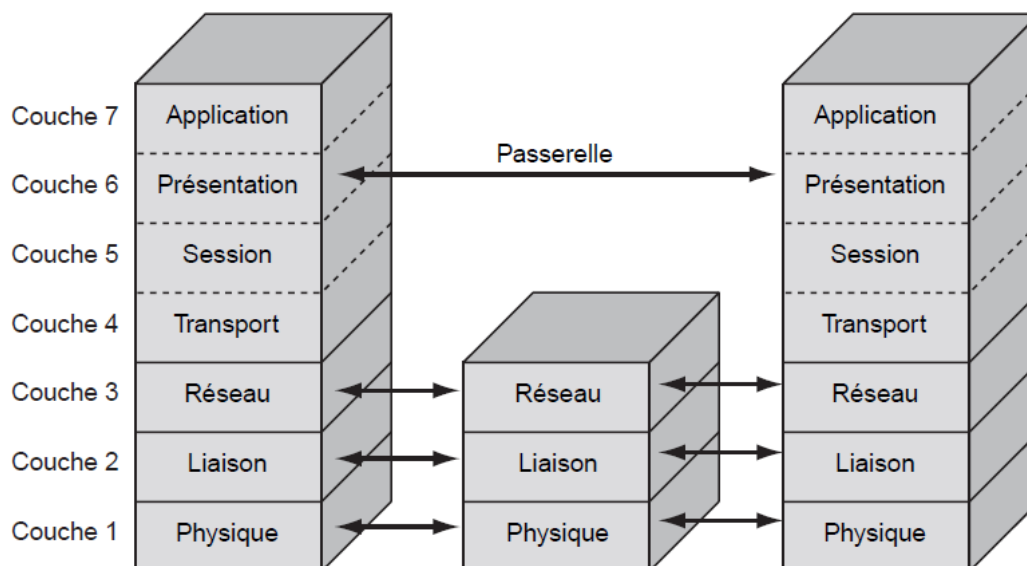 Couche 7 Application Application
Passerelle
Couche 6 Présentation Présentation
Couche 5 Session Session
Couche 4 Transport Transport
Couche 3 Réseau Réseau Réseau
Couche 2 Liaison Liaison Liaison
Couche 1 Physique Physique Physique